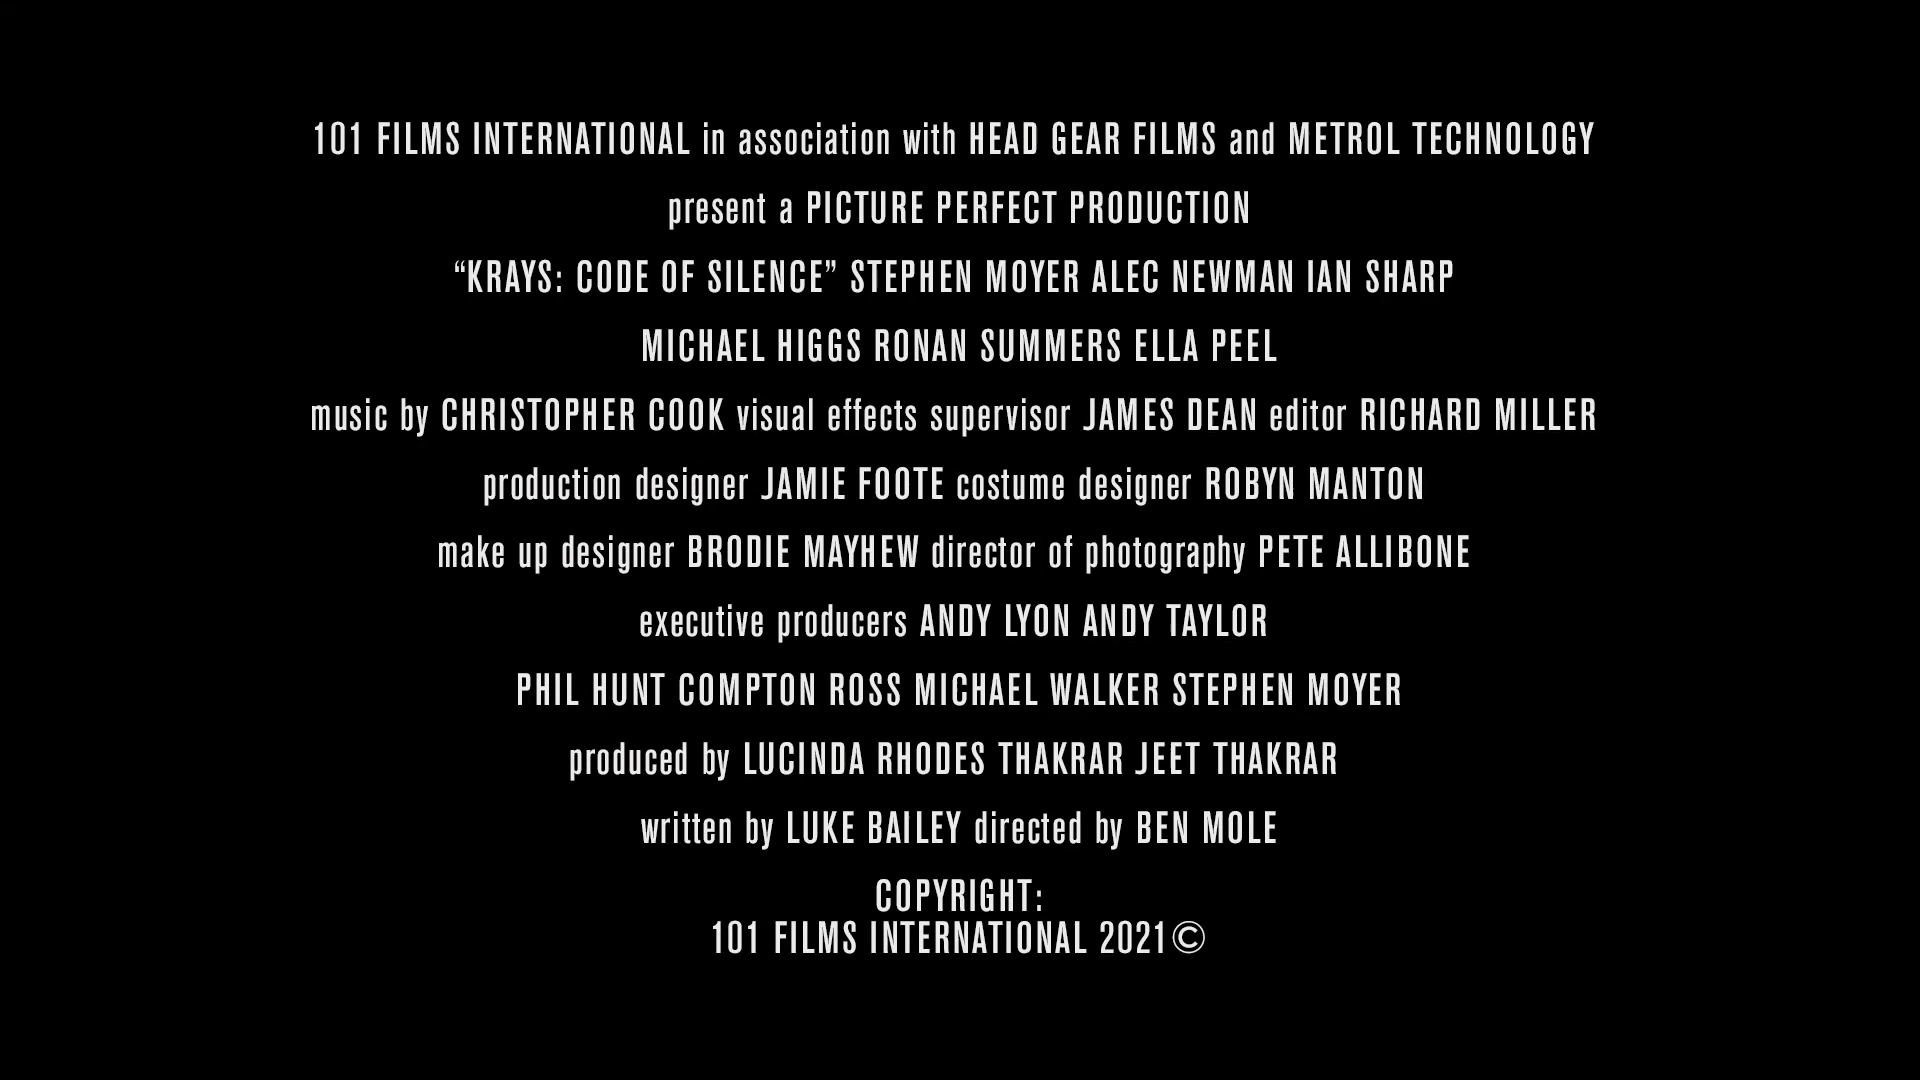 101 FILMS INTERNATIONAL in association with HEAD GEAR FILMS and METROL TECHNOLOGY
present a PICTURE PERFECT PRODUCTION
“KRAYS: CODE OF SILENCE” STEPHEN MOYER ALEC NEWMAN IAN SHARP
MICHAEL HIGGS RONAN SUMMERS ELLA PEEL
music by CHRISTOPHER COOK visual effects supervisor JAMES DEAN editor RICHARD MILLER
production designer JAMIE FOOTE costume designer ROBYN MANTON
make up designer BRODIE MAYHEW director of photography PETE ALLIBONE
executive producers ANDY LYON ANDY TAYLOR
PHIL HUNT COMPTON ROSS MICHAEL WALKER STEPHEN MOYER
produced by LUCINDA RHODES THAKRAR JEET THAKRAR
written by LUKE BAILEY directed by BEN MOLE
COPYRIGHT:
101 FILMS INTERNATIONAL 2021©